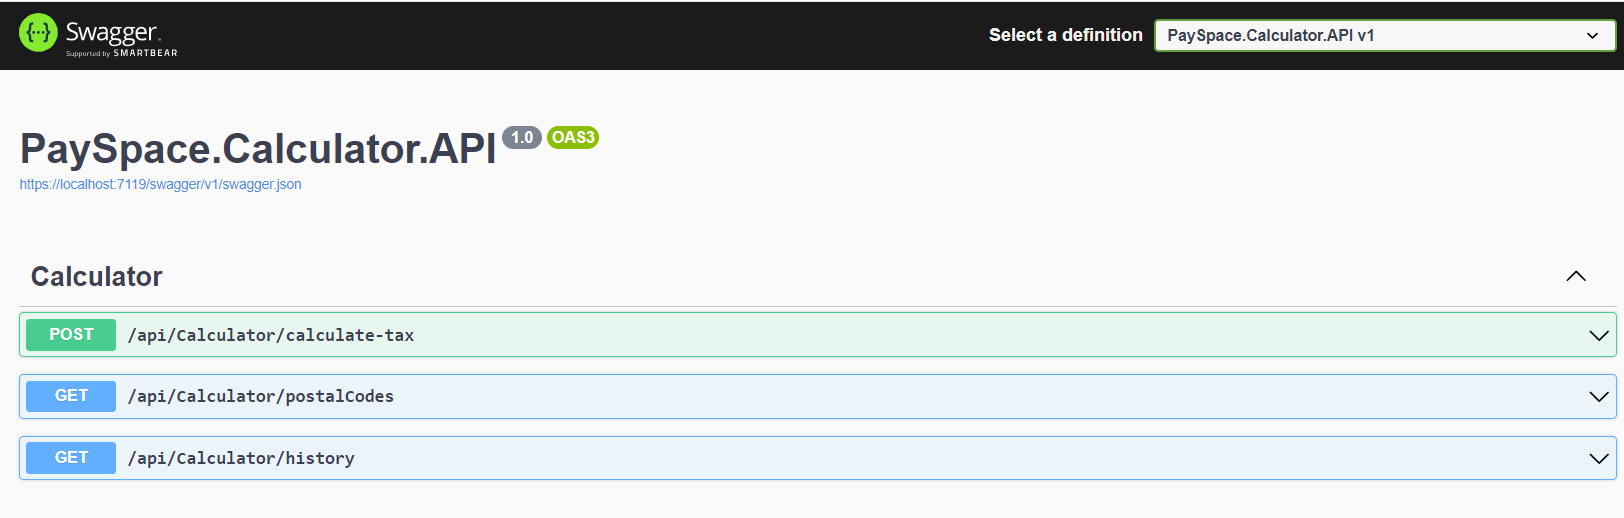 {···} Swagger™
Supported by SMARTBEAR
Select a definition
PaySpace.Calculator.API v1
PaySpace.Calculator.API 1.0 OAS3
https://localhost:7119/swagger/v1/swagger.json
Calculator
POST /api/Calculator/calculate-tax
GET /api/Calculator/postalCodes
GET /api/Calculator/history